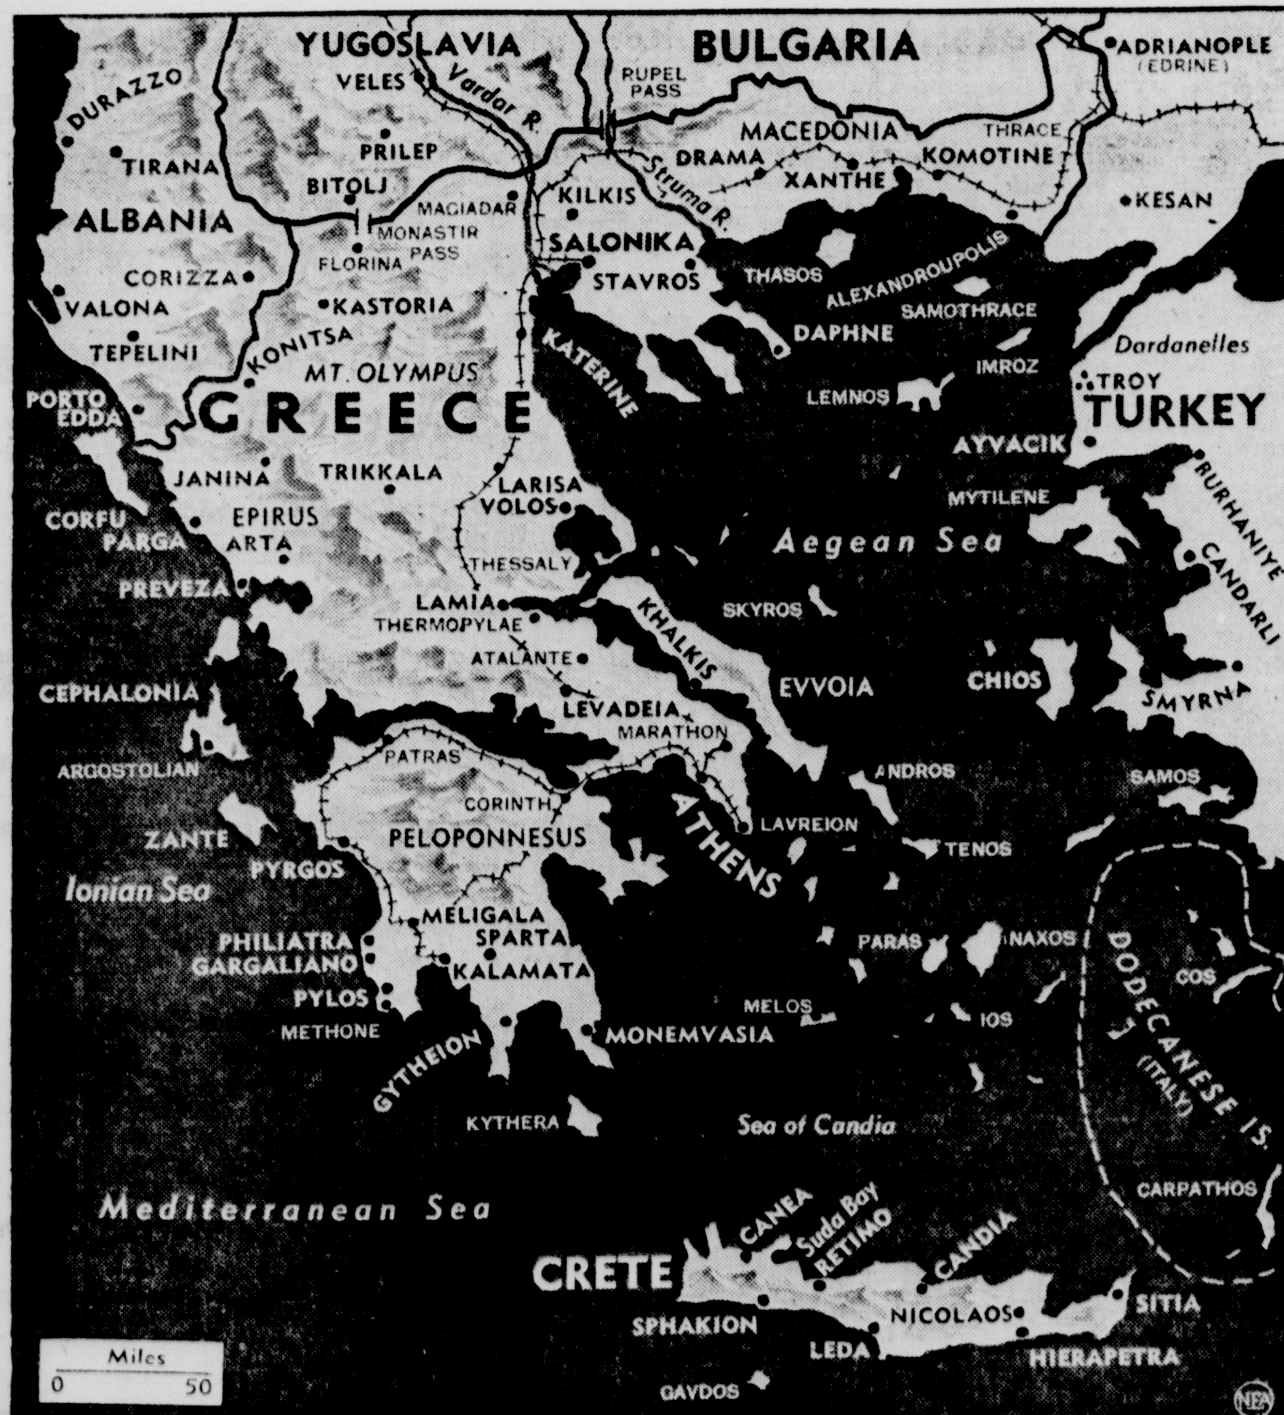 YUGOSLAVIA
BULGARIA
ADRIANOPLE
(EDRINE)
VELES
Vardar R.
RUPEL
PASS
DURAZZO
MACEDONIA
THRACE
PRILEP
DRAMA
KOMOTINE
TIRANA
XANTHE
BITOLJ
KILKIS
Struma R.
KESAN
MAGIADAR
ALBANIA
MONASTIR
PASS
SALONIKA
FLORINA
STAVROS
THASOS
ALEXANDROUPOLIS
CORIZZA
VALONA
KASTORIA
SAMOTHRACE
DAPHNE
TEPELINI
KONITSA
KATERINE
Dardanelles
IMROZ
MT. OLYMPUS
TROY
PORTO
EDDA
GREECE
LEMNOS
TURKEY
AYVACIK
JANINA
TRIKKALA
LARISA
VOLOS
BURHANIYE
MYTILENE
CORFU
PARGA
EPIRUS
ARTA
Aegean Sea
CANDARLI
THESSALY
PREVEZA
LAMIA
THERMOPYLAE
KHALKIS
SKYROS
ATALANTE
CEPHALONIA
EVVOIA
CHIOS
SMYRNA
LEVADEIA
MARATHON
PATRAS
ARGOSTOLIAN
ANDROS
SAMOS
CORINTH
ATHENS
LAVREION
ZANTE
PELOPONNESUS
TENOS
PYRGOS
Ionian Sea
MELIGALA
SPARTA
PHILIATRA
GARGALIANO
KALAMATA
PARAS
NAXOS
DODECANESE IS.
(ITALY)
COS
PYLOS
METHONE
MELOS
IOS
GYTHEION
MONEMVASIA
KYTHERA
Sea of Candia
Mediterranean Sea
CARPATHOS
CANEA
Suda Bay
RETIMO
CANDIA
CRETE
SITIA
SPHAKION
NICOLAOS
LEDA
HIERAPETRA
Miles
0 50
GAVDOS
NEA